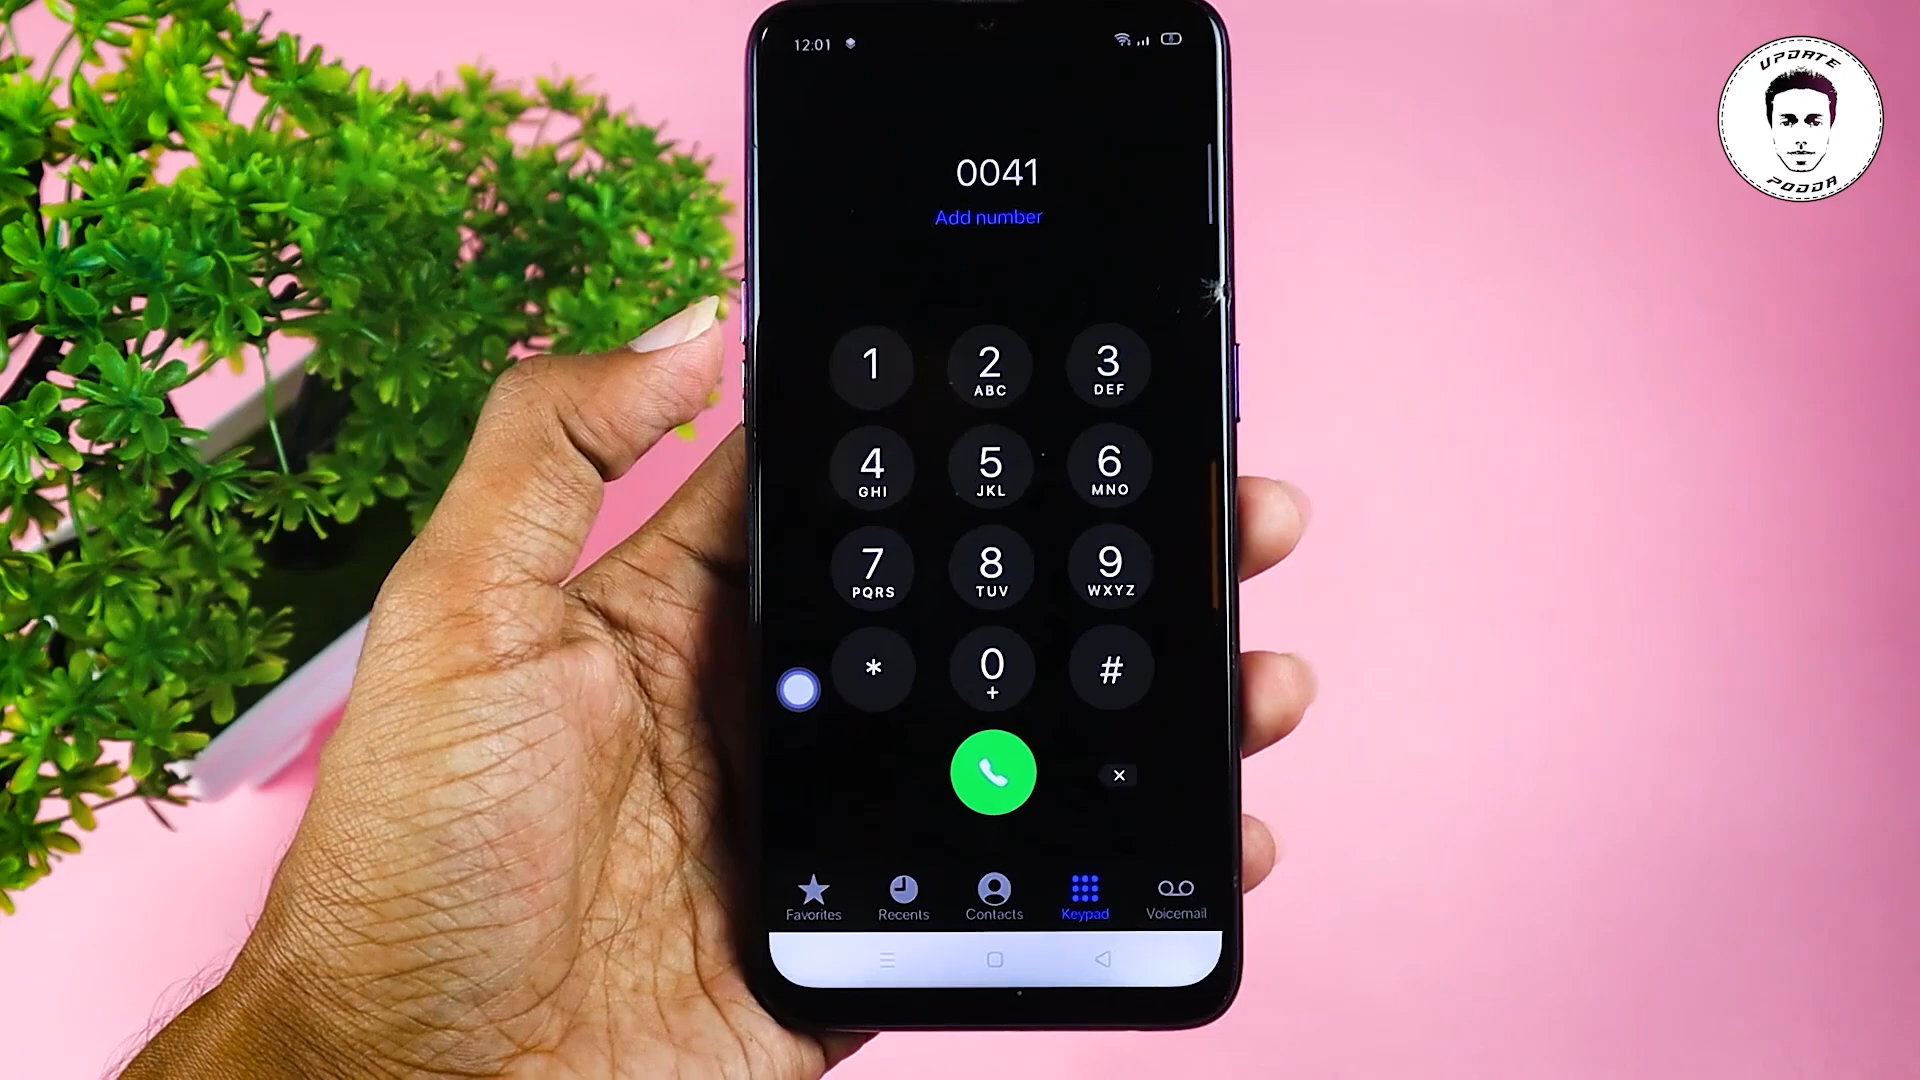 12:01
UPDATE
PODDA
0041
Add number
1
2
ABC
3
DEF
4
GHI
5
JKL
6
MNO
7
PQRS
8
TUV
9
WXYZ
*
0
+
#
Favorites
Recents
Contacts
Keypad
Voicemail